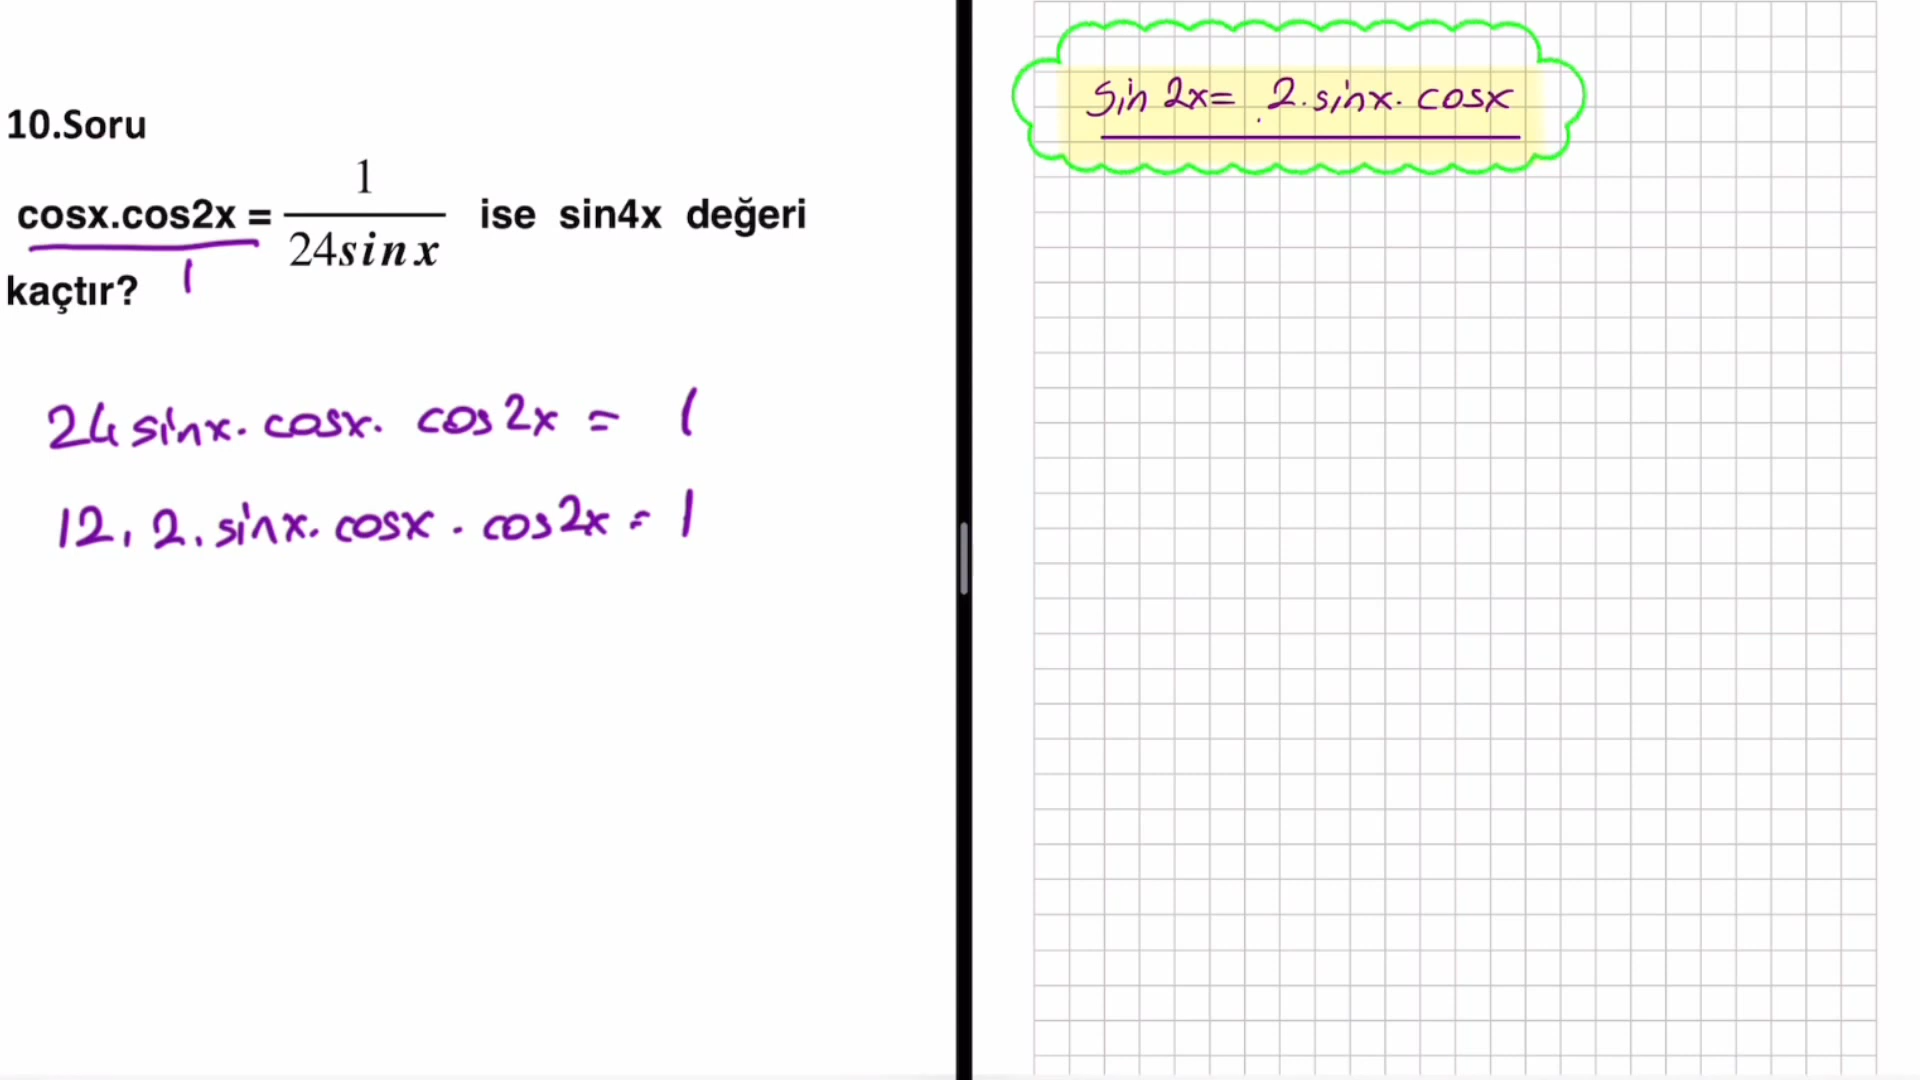 10.Soru
cosx.cos2x = 1/24sinx ise sin4x değeri
1
kaçtır?
24 sinx. cosx. cos2x = 1
12. 2. sinx. cosx . cos2x = 1
Sin 2x= 2.sinx. cosx